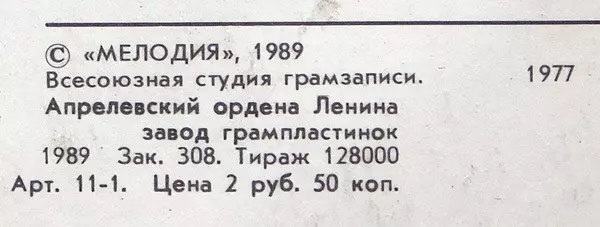 © «МЕЛОДИЯ», 1989
Всесоюзная студия грамзаписи. 1977
Апрелевский ордена Ленина
завод грампластинок
1989 Зак. 308. Тираж 128000
Арт. 11-1. Цена 2 руб. 50 коп.